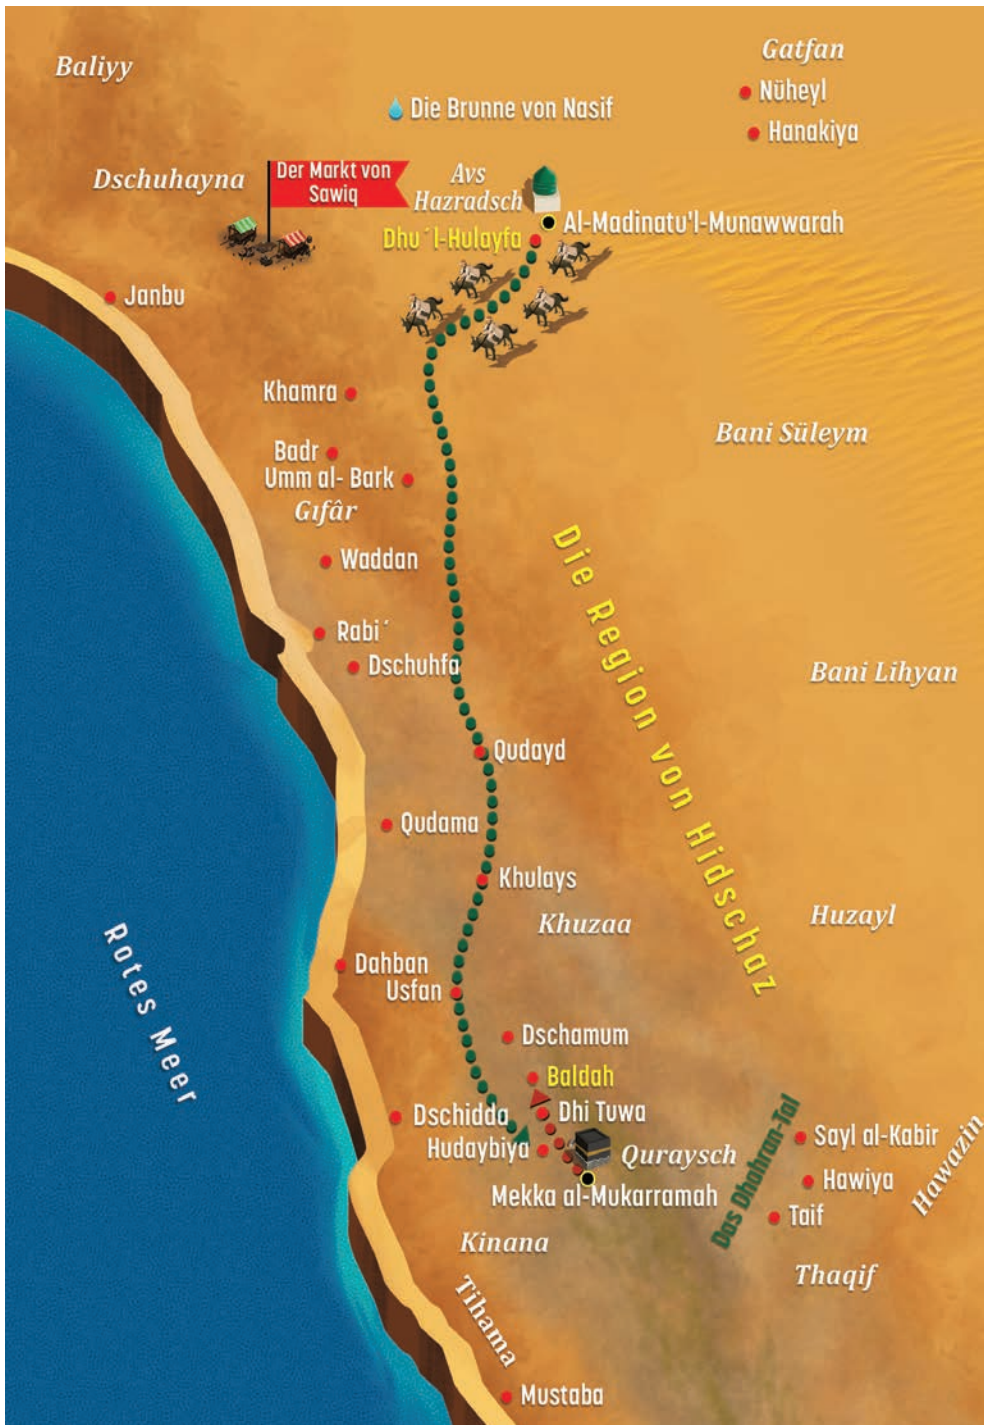 Gatfan
Baliyy
Nüheyl
Die Brunne von Nasif
Hanakiya
Der Markt von
Sawiq
Avs
Hazradsch
Dschuhayna
Al-Madinatu'l-Munawwarah
Dhu´l-Hulayfa
Janbu
Khamra
Bani Süleym
Badr
Umm al- Bark
Gıfâr
Waddan
Die Region von Hidschaz
Rabi´
Dschuhfa
Bani Lihyan
Qudayd
Qudama
Khulays
Huzayl
Khuzaa
Rotes Meer
Dahban
Usfan
Dschamum
Baldah
Dschidda
Dhi Tuwa
Das Dhahran-Tal
Sayl al-Kabir
Hudaybiya
Quraysch
Hawazin
Hawiya
Mekka al-Mukarramah
Taif
Kinana
Thaqif
Tihama
Mustaba